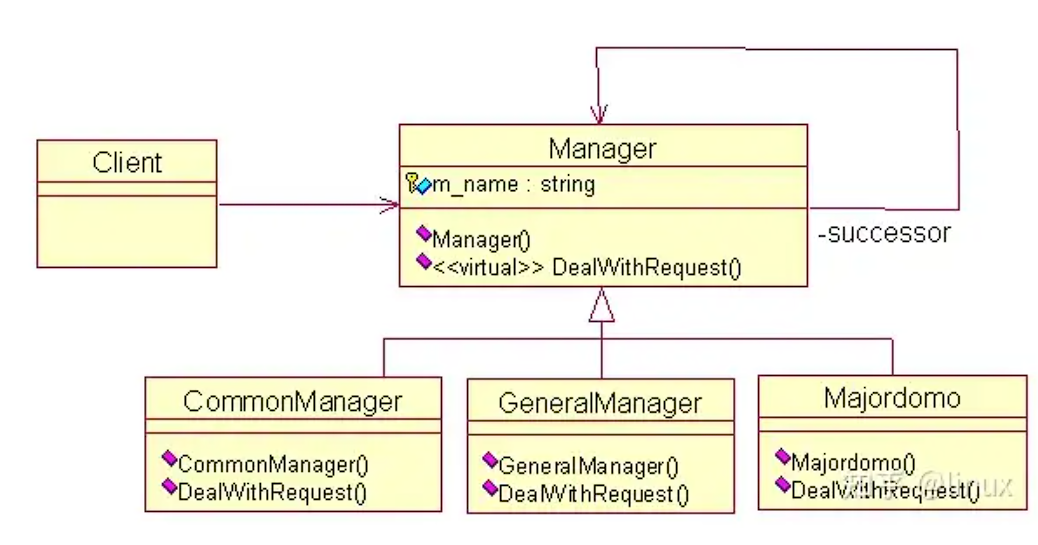 Client
Manager
m_name : string
Manager()
<<virtual>> DealWithRequest()
-successor
CommonManager
CommonManager()
DealWithRequest()
GeneralManager
GeneralManager()
DealWithRequest()
Majordomo
Majordomo()
DealWithRequest()
知乎 @linux